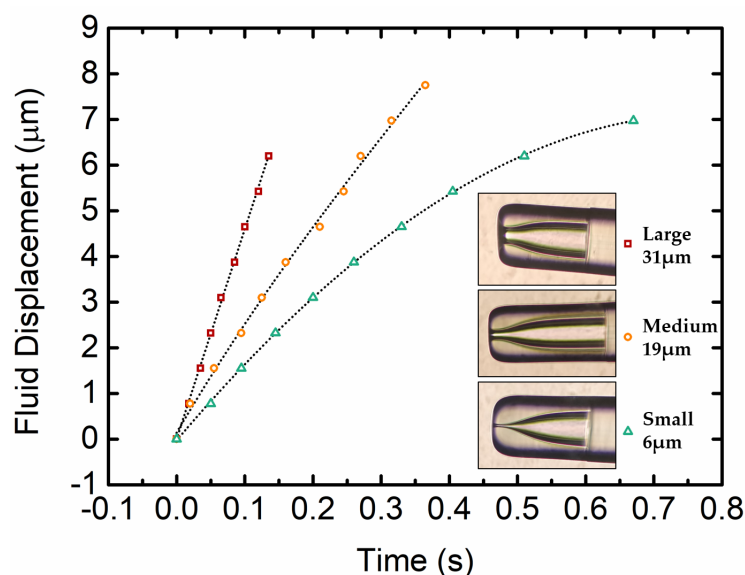 9
8
7
6
5
4
3
2
1
0
-1
Fluid Displacement (μm)
-0.1 0.0 0.1 0.2 0.3 0.4 0.5 0.6 0.7 0.8
Time (s)
Large
31μm
Medium
19μm
Small
6μm